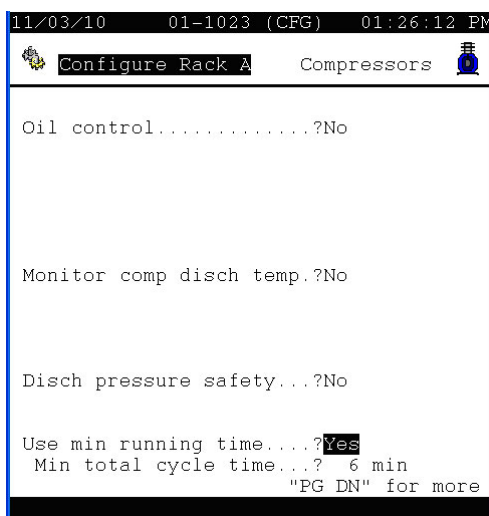 11/03/10 01-1023 (CFG) 01:26:12 PM
Configure Rack A Compressors
Oil control.............?No
Monitor comp disch temp.?No
Disch pressure safety...?No
Use min running time....?Yes
Min total cycle time...? 6 min
"PG DN" for more